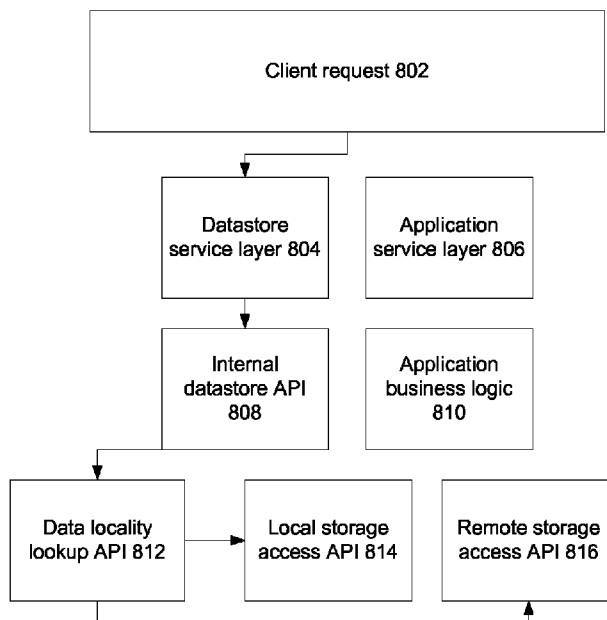 Client request 802
Datastore
service layer 804
Application
service layer 806
Internal
datastore API
808
Application
business logic
810
Data locality
lookup API 812
Local storage
access API 814
Remote storage
access API 816